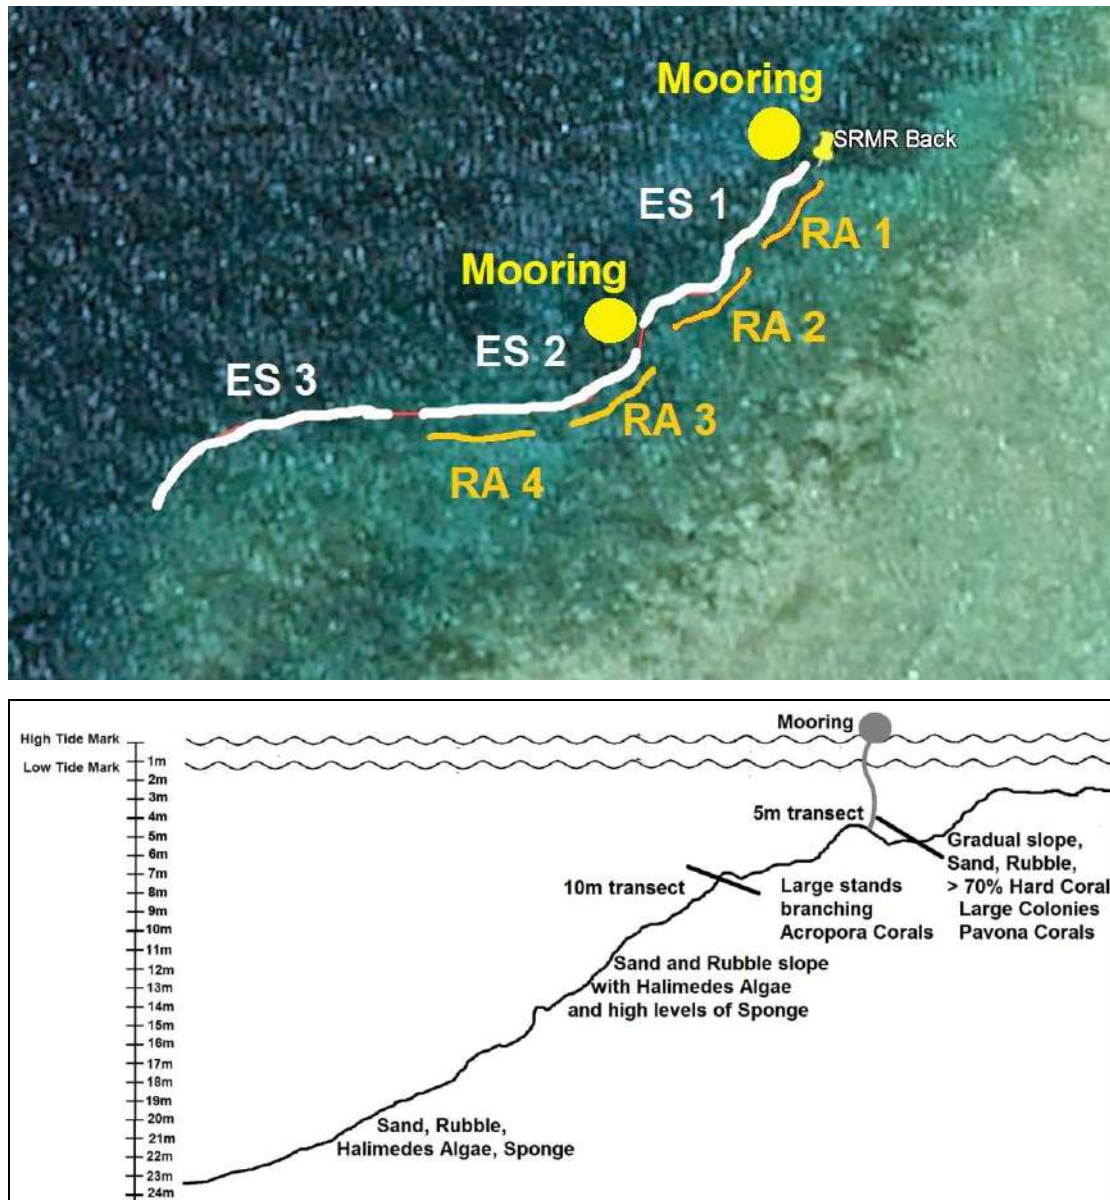 Mooring
SRMR Back
ES 1
RA 1
Mooring
RA 2
ES 2
ES 3
RA 3
RA 4
Mooring
High Tide Mark
Low Tide Mark
1m
2m
3m
4m
5m
6m
7m
8m
9m
10m
11m
12m
13m
14m
15m
16m
17m
18m
19m
20m
21m
22m
23m
24m
5m transect
Gradual slope,
Sand, Rubble,
> 70% Hard Coral
Large Colonies
Pavona Corals
10m transect
Large stands
branching
Acropora Corals
Sand and Rubble slope
with Halimedes Algae
and high levels of Sponge
Sand, Rubble,
Halimedes Algae, Sponge